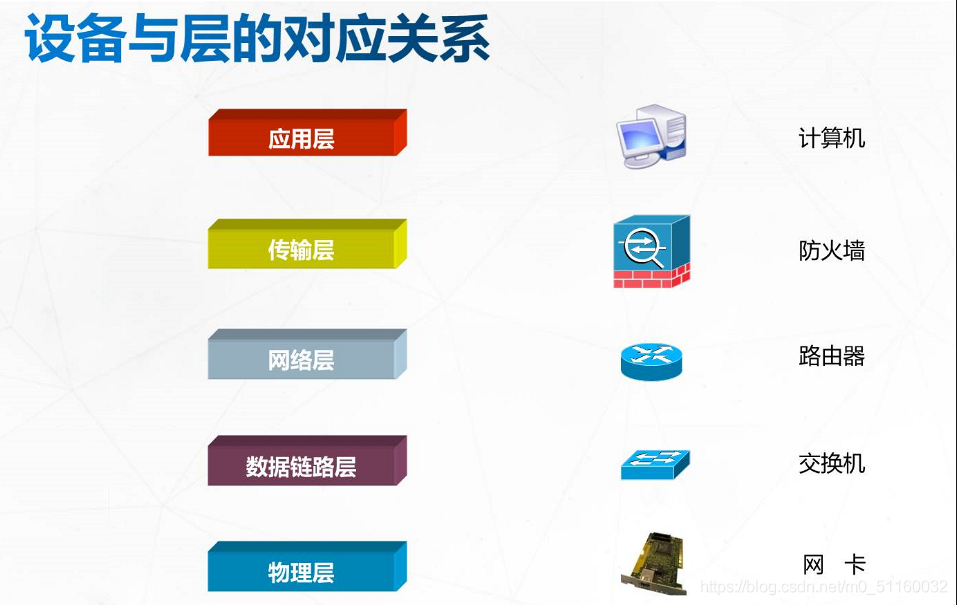 设备与层的对应关系
应用层 计算机
传输层 防火墙
网络层 路由器
数据链路层 交换机
物理层 网 卡
https://blog.csdn.net/m0_51160032